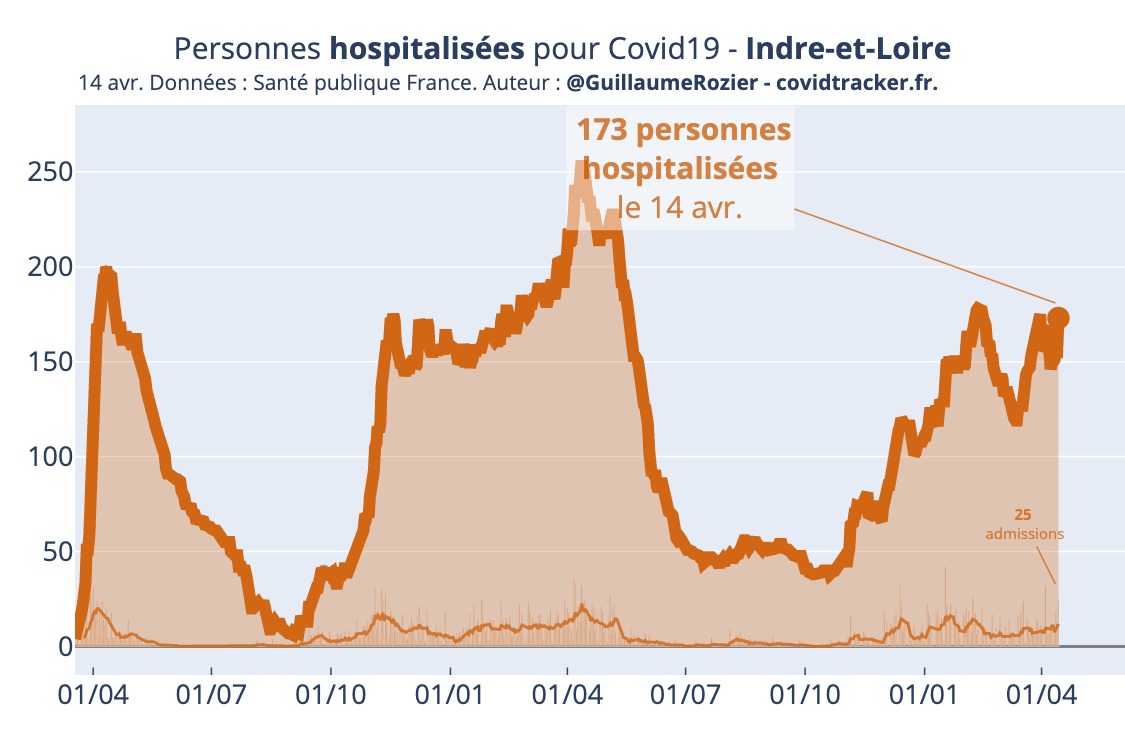 Personnes hospitalisées pour Covid19 - Indre-et-Loire
14 avr. Données : Santé publique France. Auteur : @GuillaumeRozier - covidtracker.fr.
173 personnes
hospitalisées
le 14 avr.
250
200
150
100
50
0
25
admissions
01/04
01/07
01/10
01/01
01/04
01/07
01/10
01/01
01/04